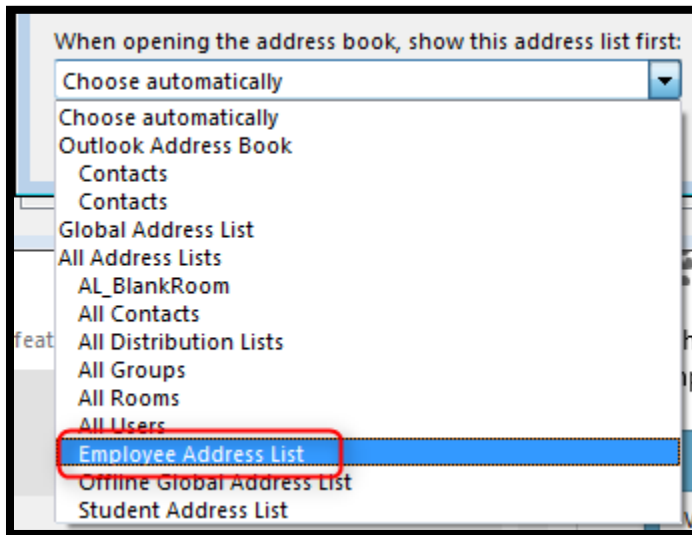 When opening the address book, show this address list first:
Choose automatically
Choose automatically
Outlook Address Book
Contacts
Contacts
Global Address List
All Address Lists
AL_BlankRoom
All Contacts
feat
All Distribution Lists
All Groups
All Rooms
All Users
Employee Address List
Offline Global Address List
Student Address List